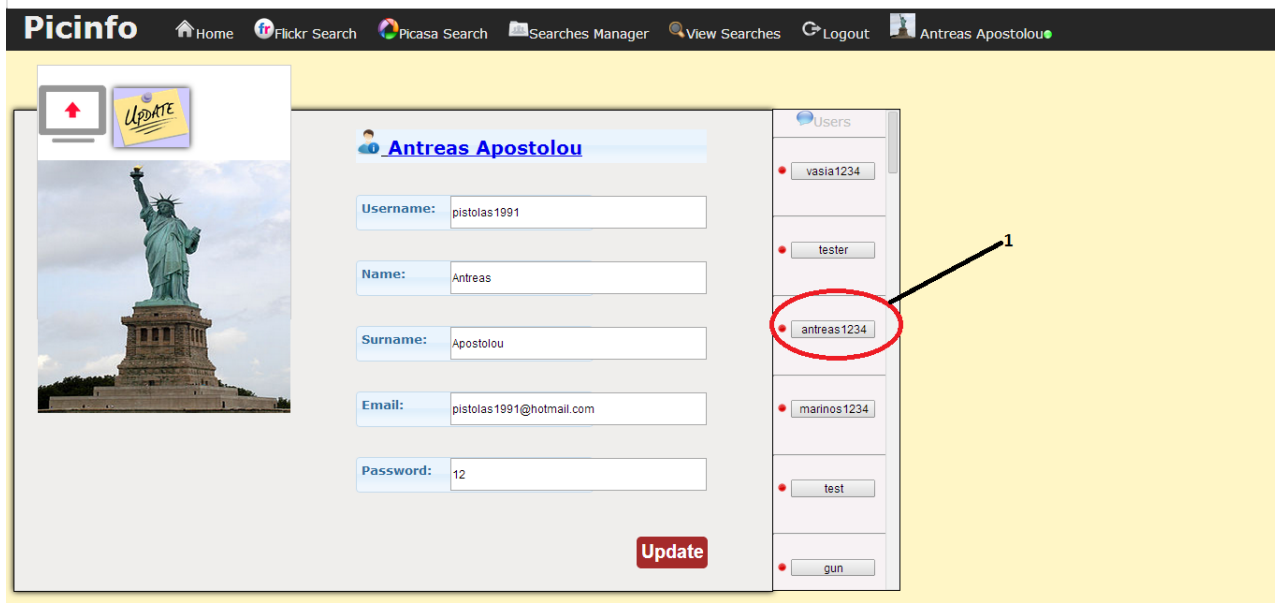 Picinfo Home Flickr Search Picasa Search Searches Manager View Searches Logout Antreas Apostolou
fr
UPDATE
Antreas Apostolou
Username: pistolas1991
Name: Antreas
Surname: Apostolou
Email: pistolas1991@hotmail.com
Password: 12
Update
Users
vasia1234
tester
antreas1234
marinos1234
test
gun
1